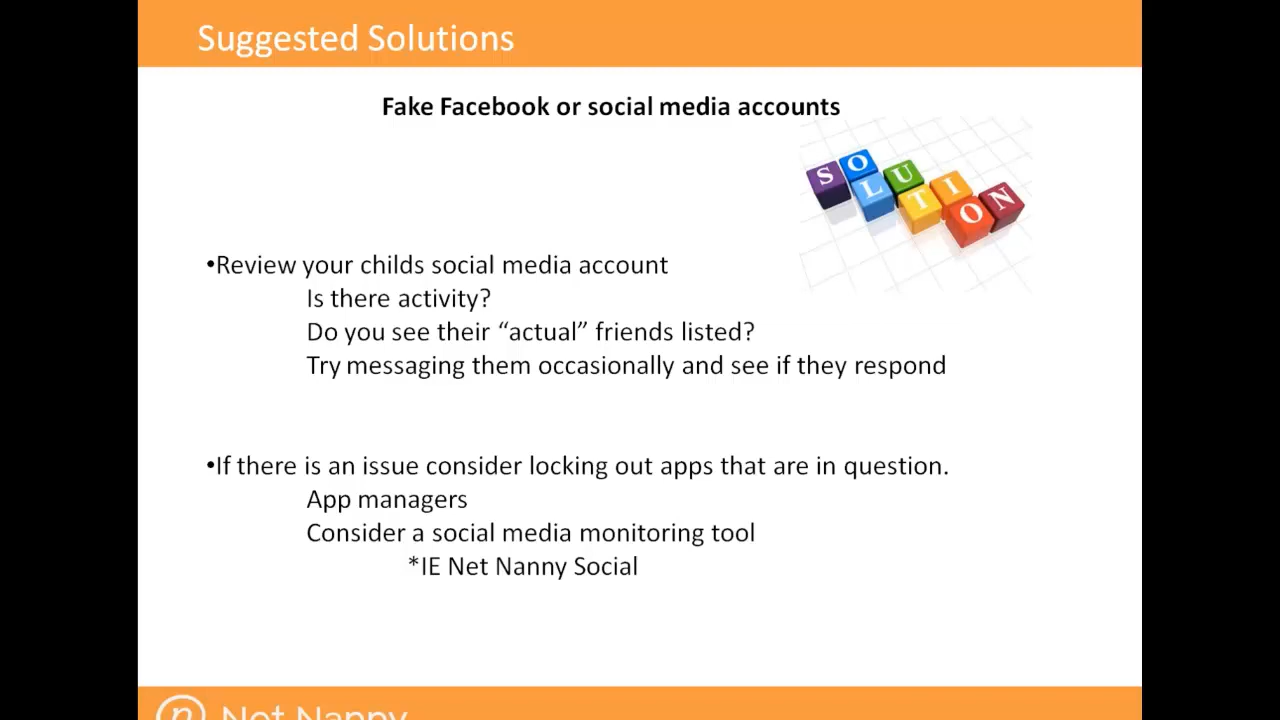 Suggested Solutions
Fake Facebook or social media accounts
SOLUTION
•Review your childs social media account
Is there activity?
Do you see their “actual” friends listed?
Try messaging them occasionally and see if they respond
•If there is an issue consider locking out apps that are in question.
App managers
Consider a social media monitoring tool
*IE Net Nanny Social
n Net Nanny